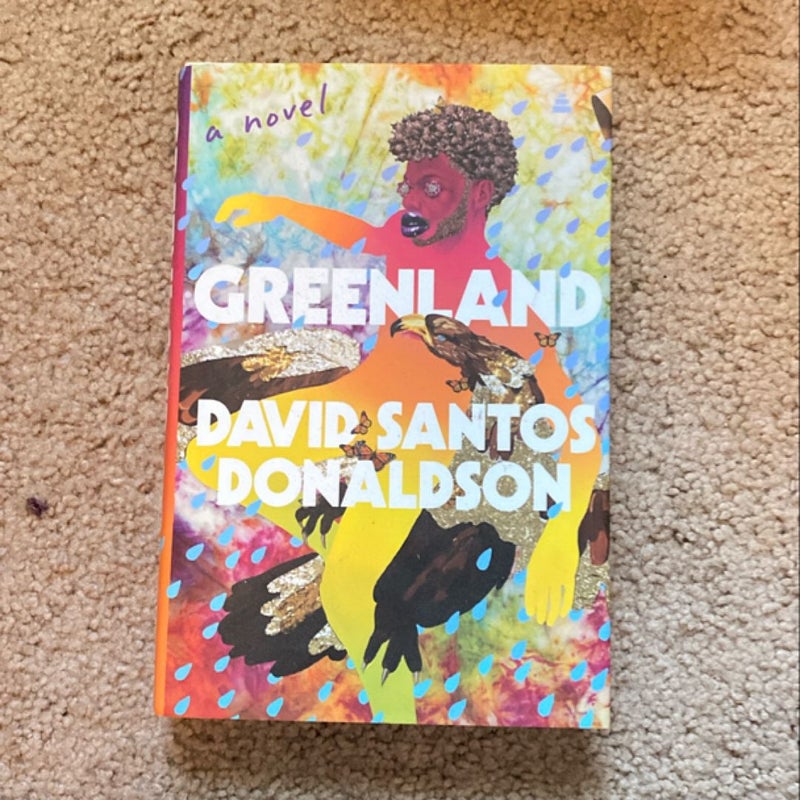 a novel
GREENLAND
DAVID SANTOS
DONALDSON